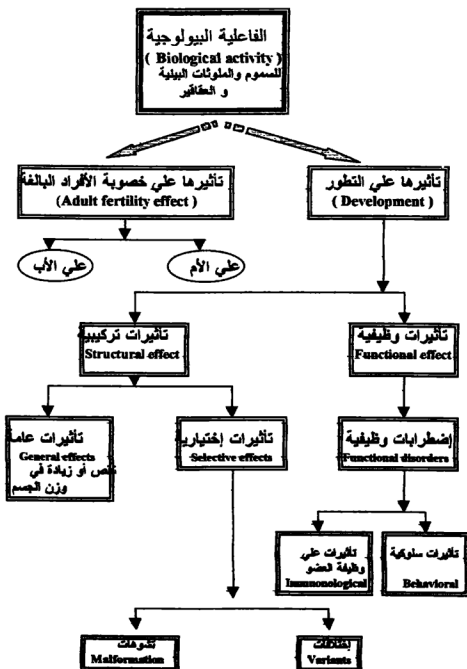 الفاعلية البيولوجية
( Biological activity )
للسموم والملوثات البيئية
و العقاقير
تأثيرها علي التطور
( Development )
تأثيرها علي خصوبة الأفراد البالغة
(Adult fertility effect )
علي الأم
علي الأب
تأثيرات وظيفية
Functional effect
تأثيرات تركيبية
Structural effect
إضطرابات وظيفية
Functional disorders
تأثيرات إختيارية
Selective effects
تأثيرات عامة
General effects
نقص أو زيادة في
وزن الجسم
تأثيرات سلوكية
Behavioral
تأثيرات علي
وظيفة العضو
Immunonological
Variants
تشوهات
Malformation